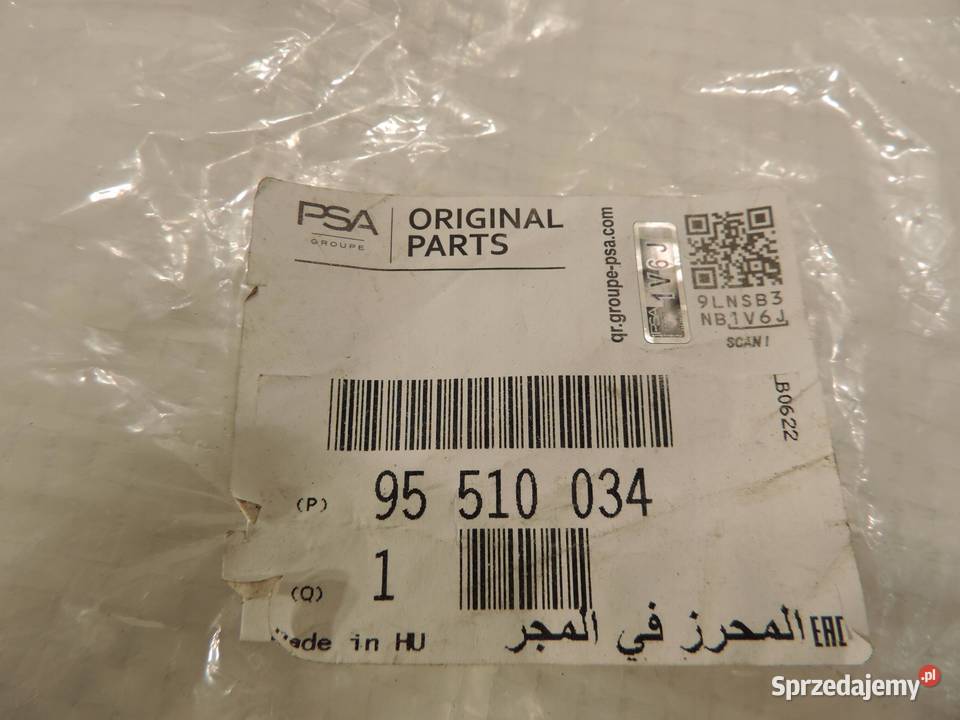 PSA
GROUPE
ORIGINAL
PARTS
qr.groupe-psa.com
PSA
1V6J
9LNSB3
NB1V6J
SCAN!
LB0622
(P) 95 510 034
(Q) 1
Made in HU
المحرز في المجر
EAC
Sprzedajemy.pl